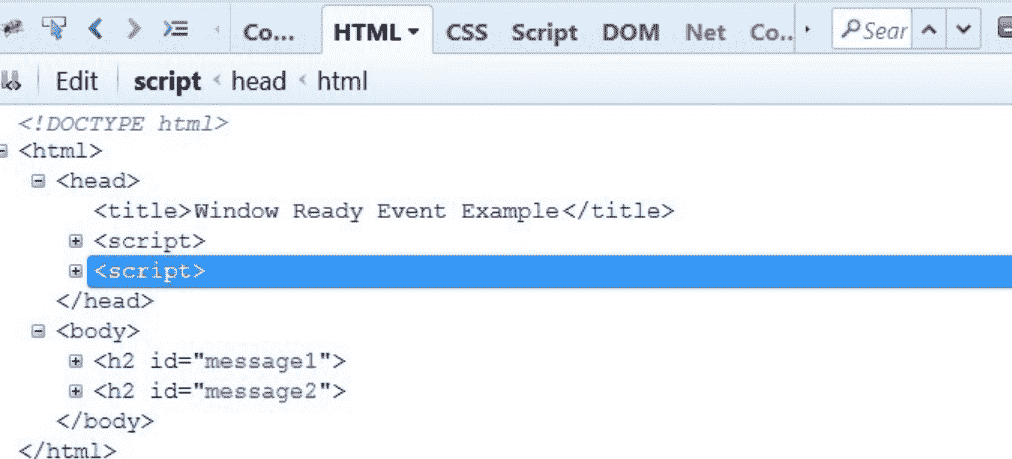 Co... HTML CSS Script DOM Net Co.. Sear
Edit script < head < html
<!DOCTYPE html>
<html>
<head>
<title>Window Ready Event Example</title>
<script>
<script>
</head>
<body>
<h2 id="message1">
<h2 id="message2">
</body>
</html>